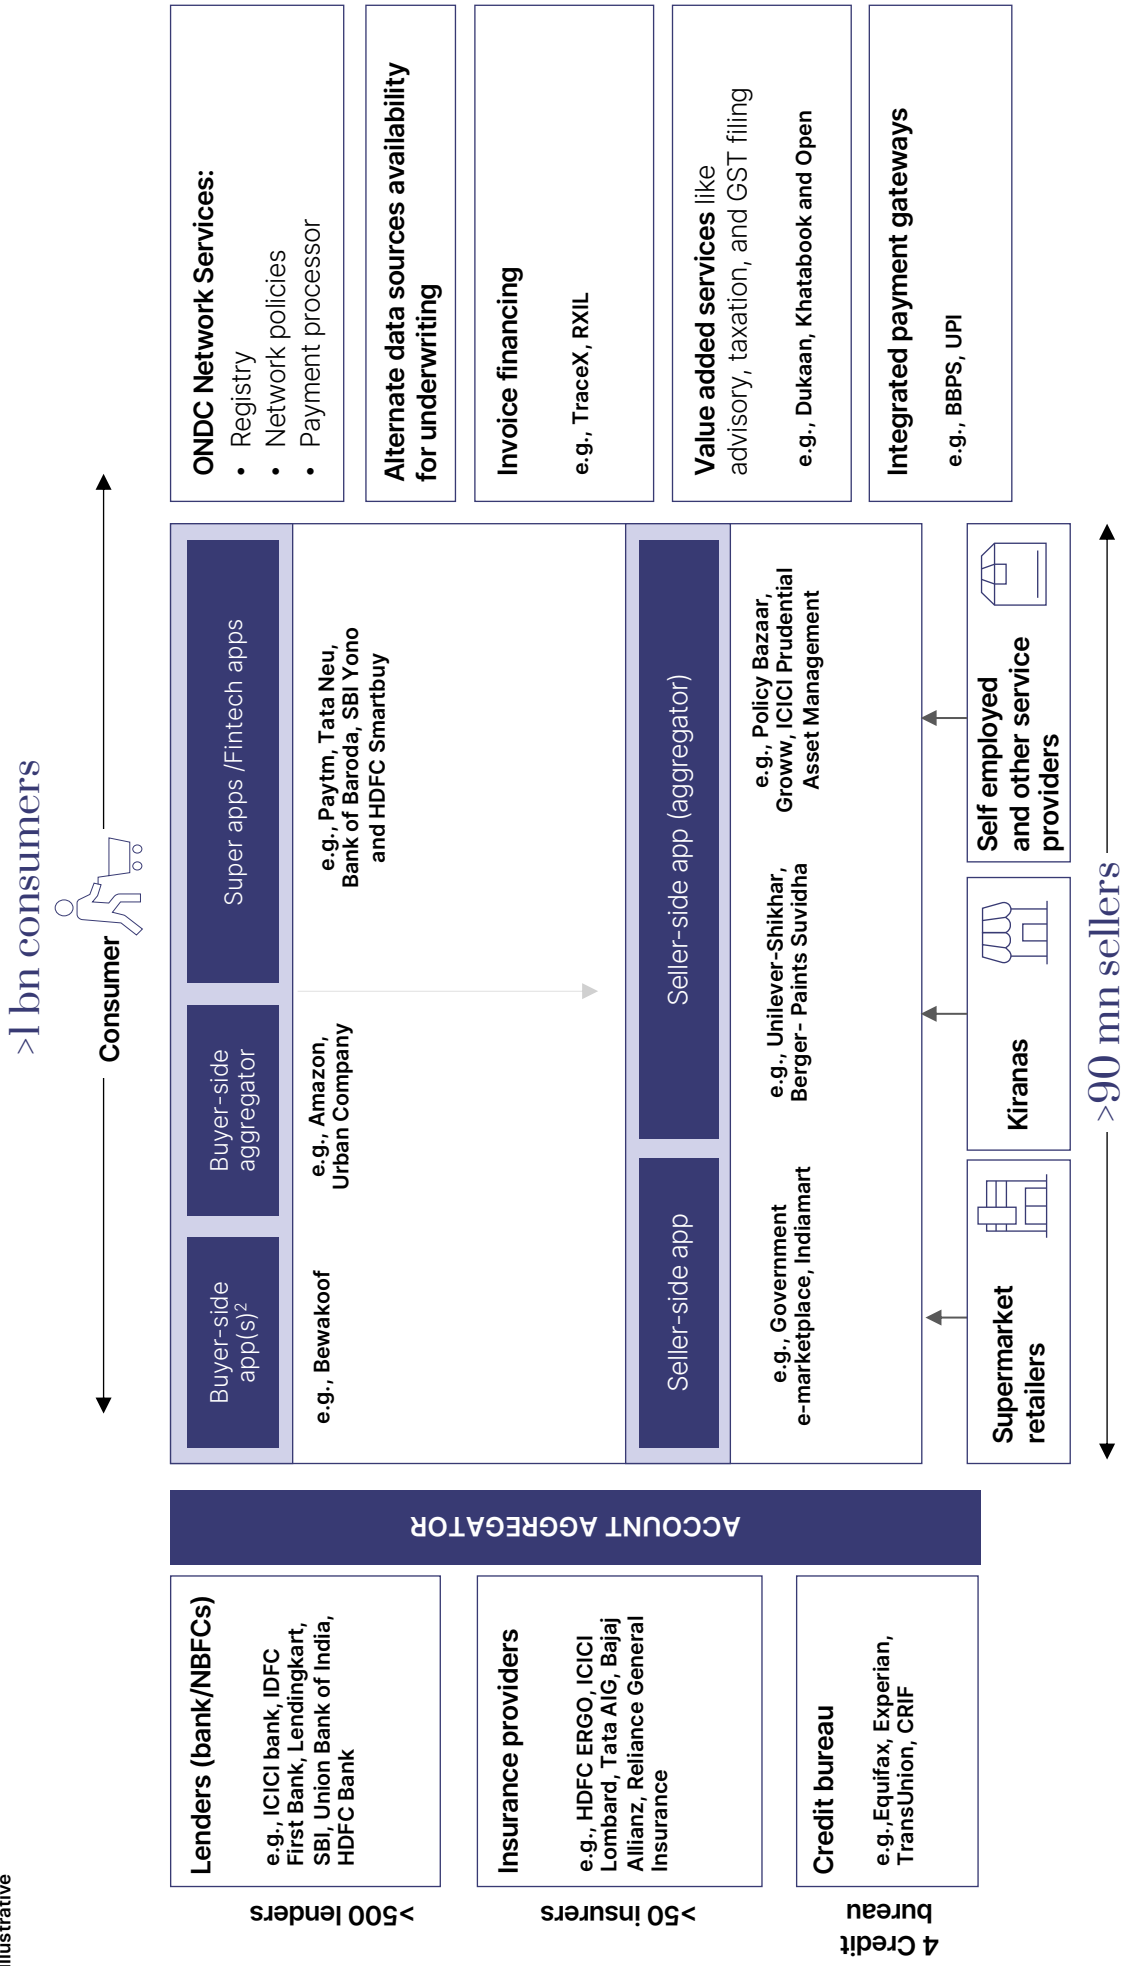 Illustrative
>1 bn consumers
Consumer
>500 lenders
Lenders (bank/NBFCs)
e.g., ICICI bank, IDFC
First Bank, Lendingkart,
SBI, Union Bank of India,
HDFC Bank
>50 insurers
Insurance providers
e.g., HDFC ERGO, ICICI
Lombard, Tata AIG, Bajaj
Allianz, Reliance General
Insurance
4 Credit
bureau
Credit bureau
e.g.,Equifax, Experian,
TransUnion, CRIF
ACCOUNT AGGREGATOR
Buyer-side
app(s)2
e.g., Bewakoof
Buyer-side
aggregator
e.g., Amazon,
Urban Company
Super apps /Fintech apps
e.g., Paytm, Tata Neu,
Bank of Baroda, SBI Yono
and HDFC Smartbuy
Seller-side app
e.g., Government
e-marketplace, Indiamart
Seller-side app (aggregator)
e.g., Unilever-Shikhar,
Berger- Paints Suvidha
e.g., Policy Bazaar,
Groww, ICICI Prudential
Asset Management
Supermarket
retailers
Kiranas
Self employed
and other service
providers
>90 mn sellers
ONDC Network Services:
• Registry
• Network policies
• Payment processor
Alternate data sources availability
for underwriting
Invoice financing
e.g., TraceX, RXIL
Value added services like
advisory, taxation, and GST filing
e.g., Dukaan, Khatabook and Open
Integrated payment gateways
e.g., BBPS, UPI